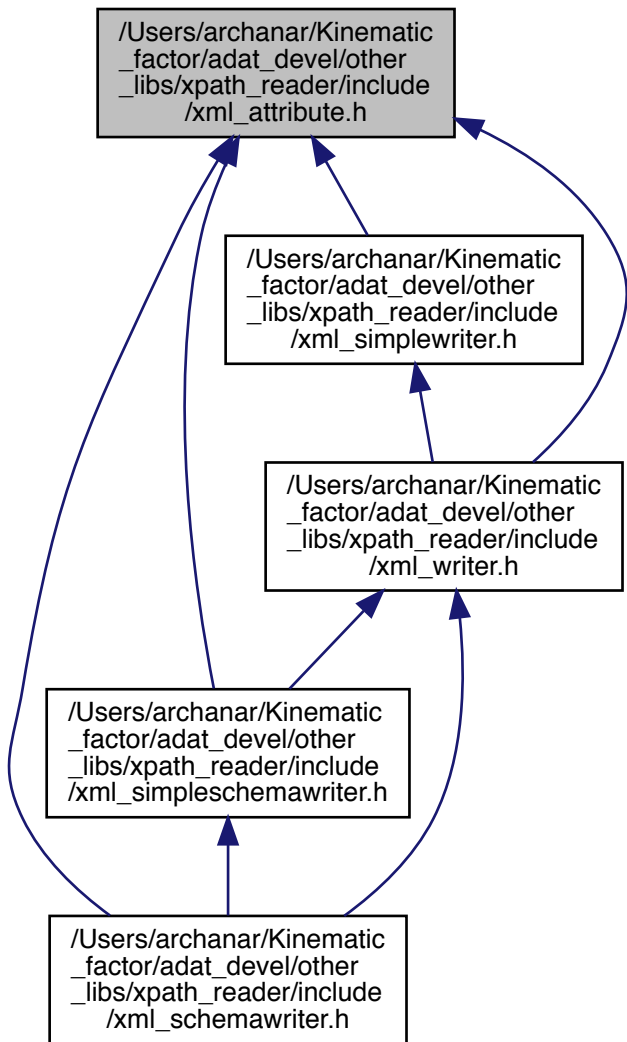 /Users/archanar/Kinematic
_factor/adat_devel/other
_libs/xpath_reader/include
/xml_attribute.h
/Users/archanar/Kinematic
_factor/adat_devel/other
_libs/xpath_reader/include
/xml_simplewriter.h
/Users/archanar/Kinematic
_factor/adat_devel/other
_libs/xpath_reader/include
/xml_writer.h
/Users/archanar/Kinematic
_factor/adat_devel/other
_libs/xpath_reader/include
/xml_simpleschemawriter.h
/Users/archanar/Kinematic
_factor/adat_devel/other
_libs/xpath_reader/include
/xml_schemawriter.h